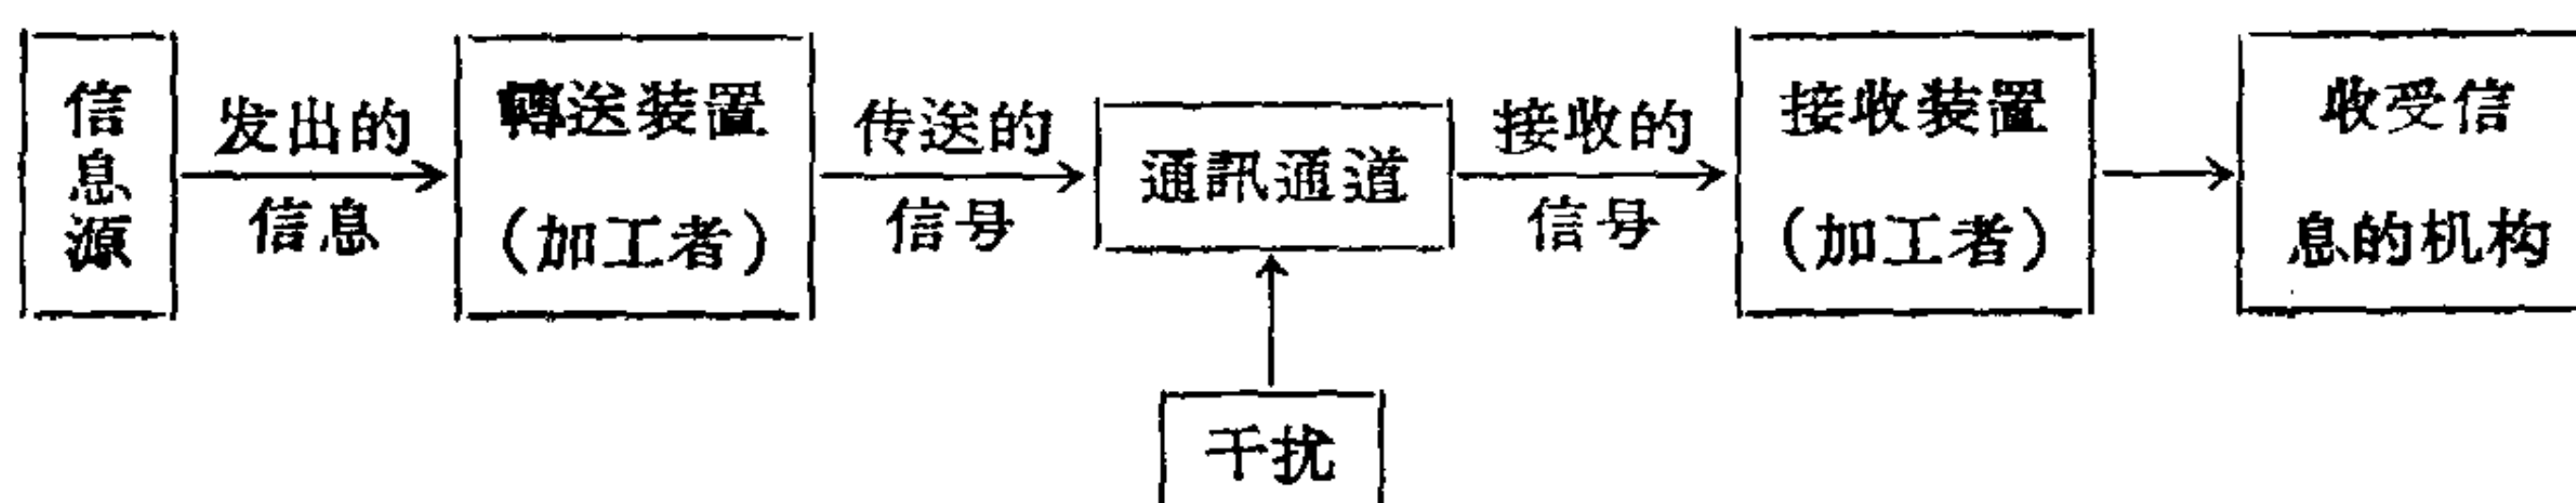 信息源
发出的
信息
轉送装置
(加工者)
传送的
信号
通訊通道
接收的
信号
接收装置
(加工者)
收受信
息的机构
干扰